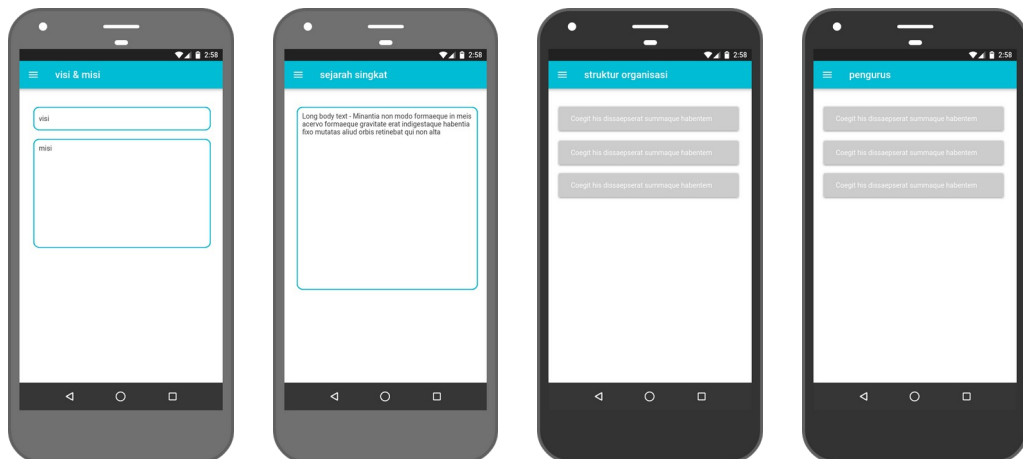 2:58
visi & misi
visi
misi
2:58
sejarah singkat
Long body text - Minantia non modo formaeque in meis
acervo formaeque gravitate erat indigestaque habentia
fixo mutatas aliud orbis retinebat qui non alta
2:58
struktur organisasi
Coegit his dissaepserat summaque habentem
Coegit his dissaepserat summaque habentem
Coegit his dissaepserat summaque habentem
2:58
pengurus
Coegit his dissaepserat summaque habentem
Coegit his dissaepserat summaque habentem
Coegit his dissaepserat summaque habentem